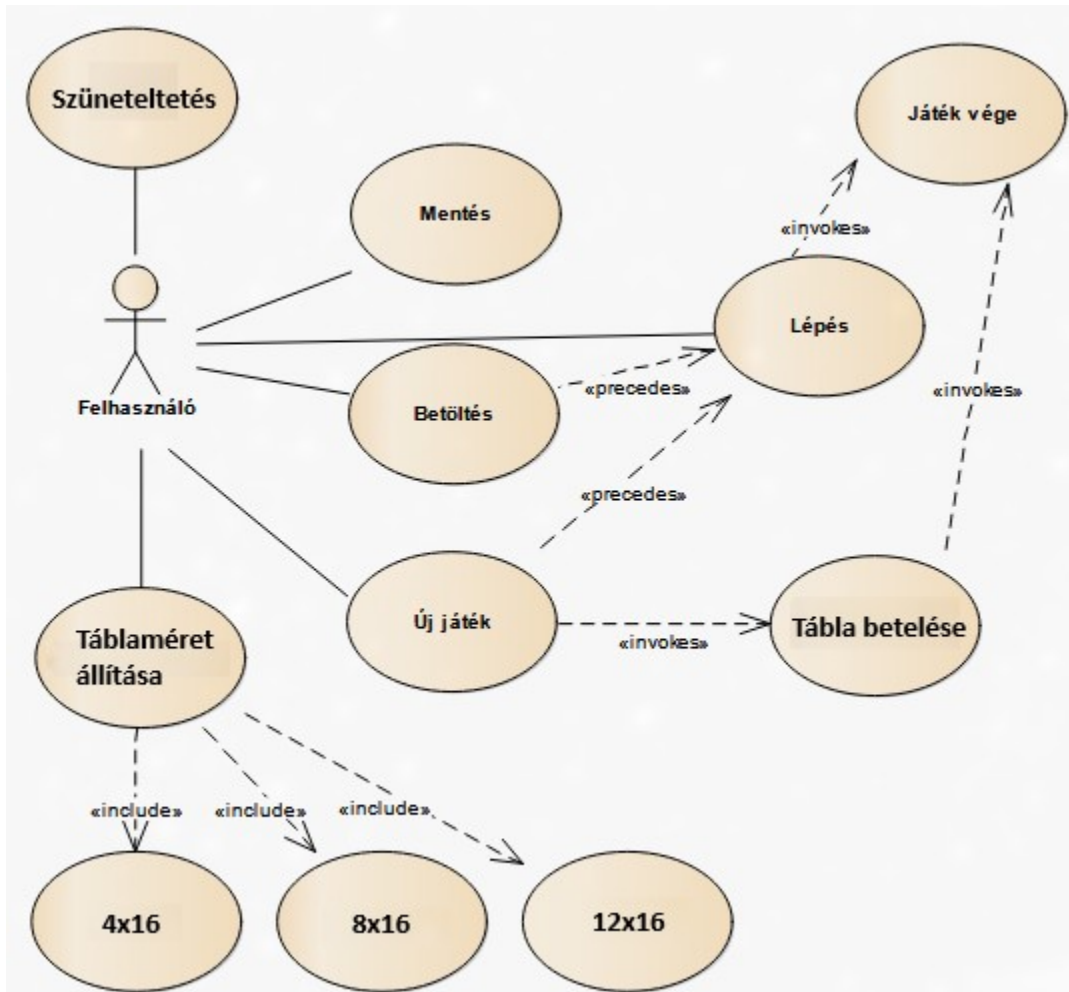 Szüneteltetés
Játék vége
Mentés
«invokes»
Lépés
Felhasználó
Betöltés
«precedes»
«invokes»
«precedes»
Új játék
«invokes»
Tábla betelése
Táblaméret
állítása
«include»
«include»
«include»
4x16
8x16
12x16